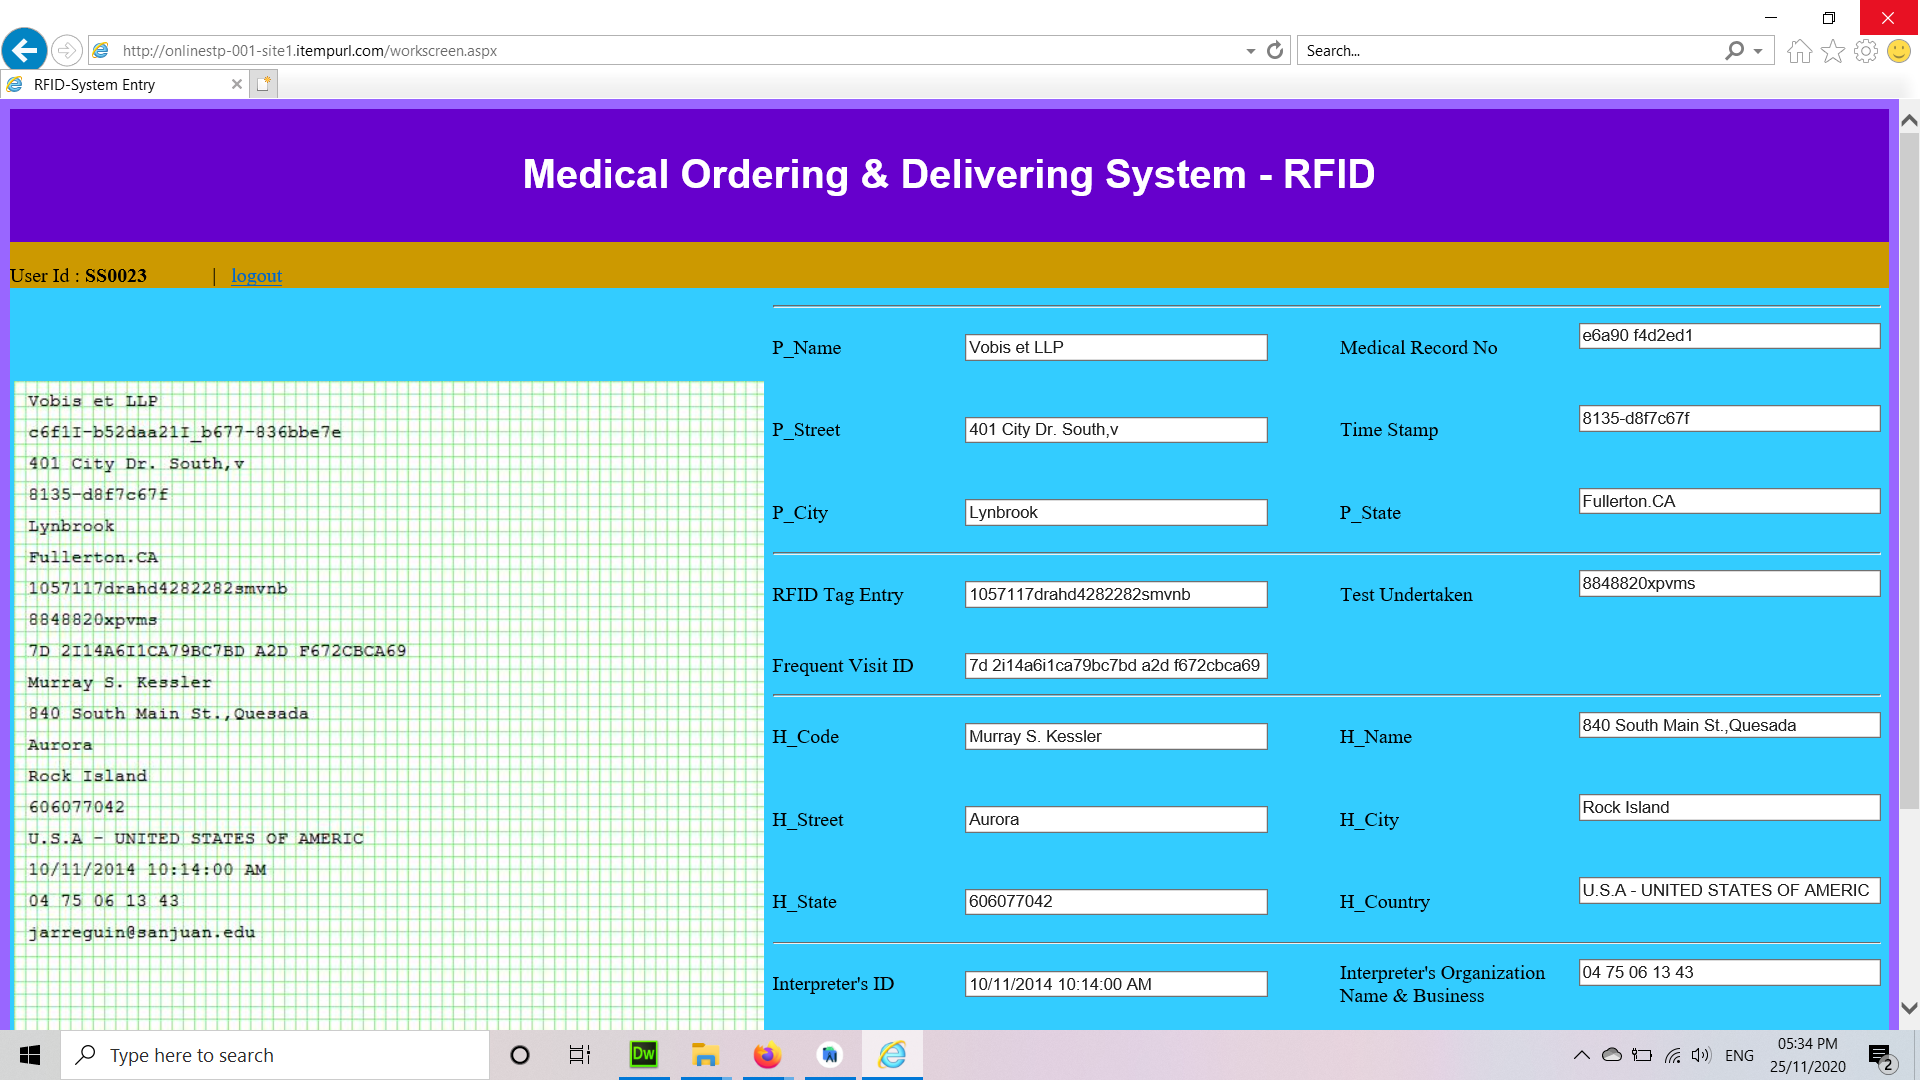 http://onlinestp-001-site1.itempurl.com/workscreen.aspx
Search...
RFID-System Entry
Medical Ordering & Delivering System - RFID
User Id : SS0023 | logout
Vobis et LLP
c6f1I-b52daa21I_b677-836bbe7e
401 City Dr. South,v
8135-d8f7c67f
Lynbrook
Fullerton.CA
1057117drahd4282282smvnb
8848820xpvms
7D 2I14A6I1CA79BC7BD A2D F672CBCA69
Murray S. Kessler
840 South Main St.,Quesada
Aurora
Rock Island
606077042
U.S.A - UNITED STATES OF AMERIC
10/11/2014 10:14:00 AM
04 75 06 13 43
jarreguin@sanjuan.edu
P_Name Vobis et LLP Medical Record No e6a90 f4d2ed1
P_Street 401 City Dr. South,v Time Stamp 8135-d8f7c67f
P_City Lynbrook P_State Fullerton.CA
RFID Tag Entry 1057117drahd4282282smvnb Test Undertaken 8848820xpvms
Frequent Visit ID 7d 2i14a6i1ca79bc7bd a2d f672cbca69
H_Code Murray S. Kessler H_Name 840 South Main St.,Quesada
H_Street Aurora H_City Rock Island
H_State 606077042 H_Country U.S.A - UNITED STATES OF AMERIC
Interpreter's ID 10/11/2014 10:14:00 AM Interpreter's Organization Name & Business 04 75 06 13 43
Type here to search
Dw
ENG
05:34 PM
25/11/2020
2